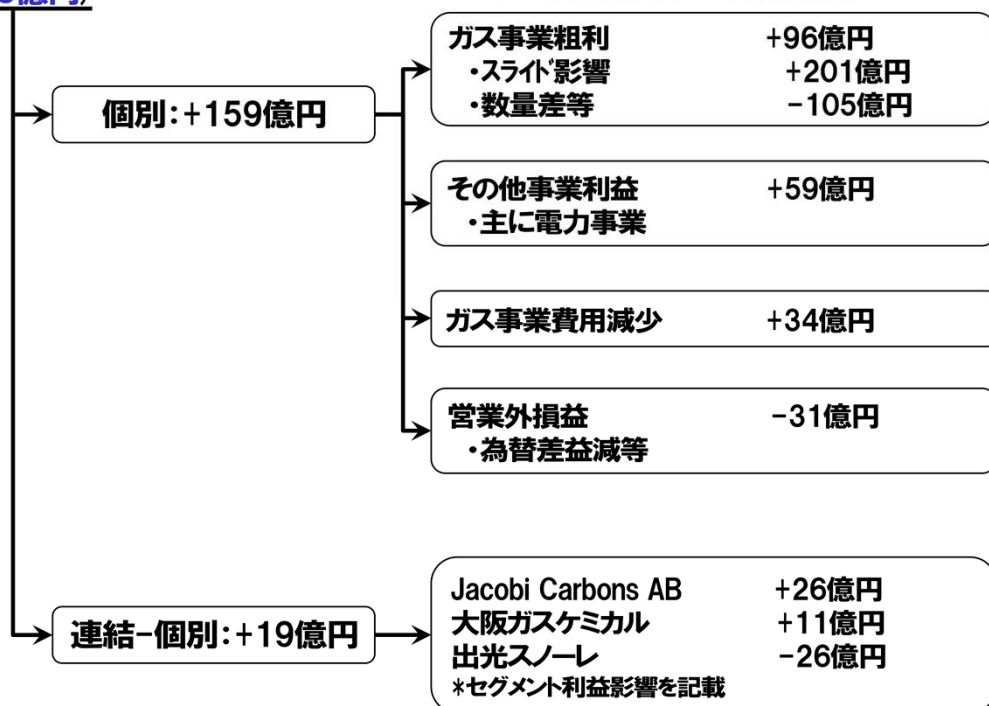 億円)
個別:+159億円
ガス事業粗利 +96億円
・スライド影響 +201億円
・数量差等 -105億円
その他事業利益 +59億円
・主に電力事業
ガス事業費用減少 +34億円
営業外損益 -31億円
・為替差益減等
連結-個別:+19億円
Jacobi Carbons AB +26億円
大阪ガスケミカル +11億円
出光スノーレ -26億円
*セグメント利益影響を記載